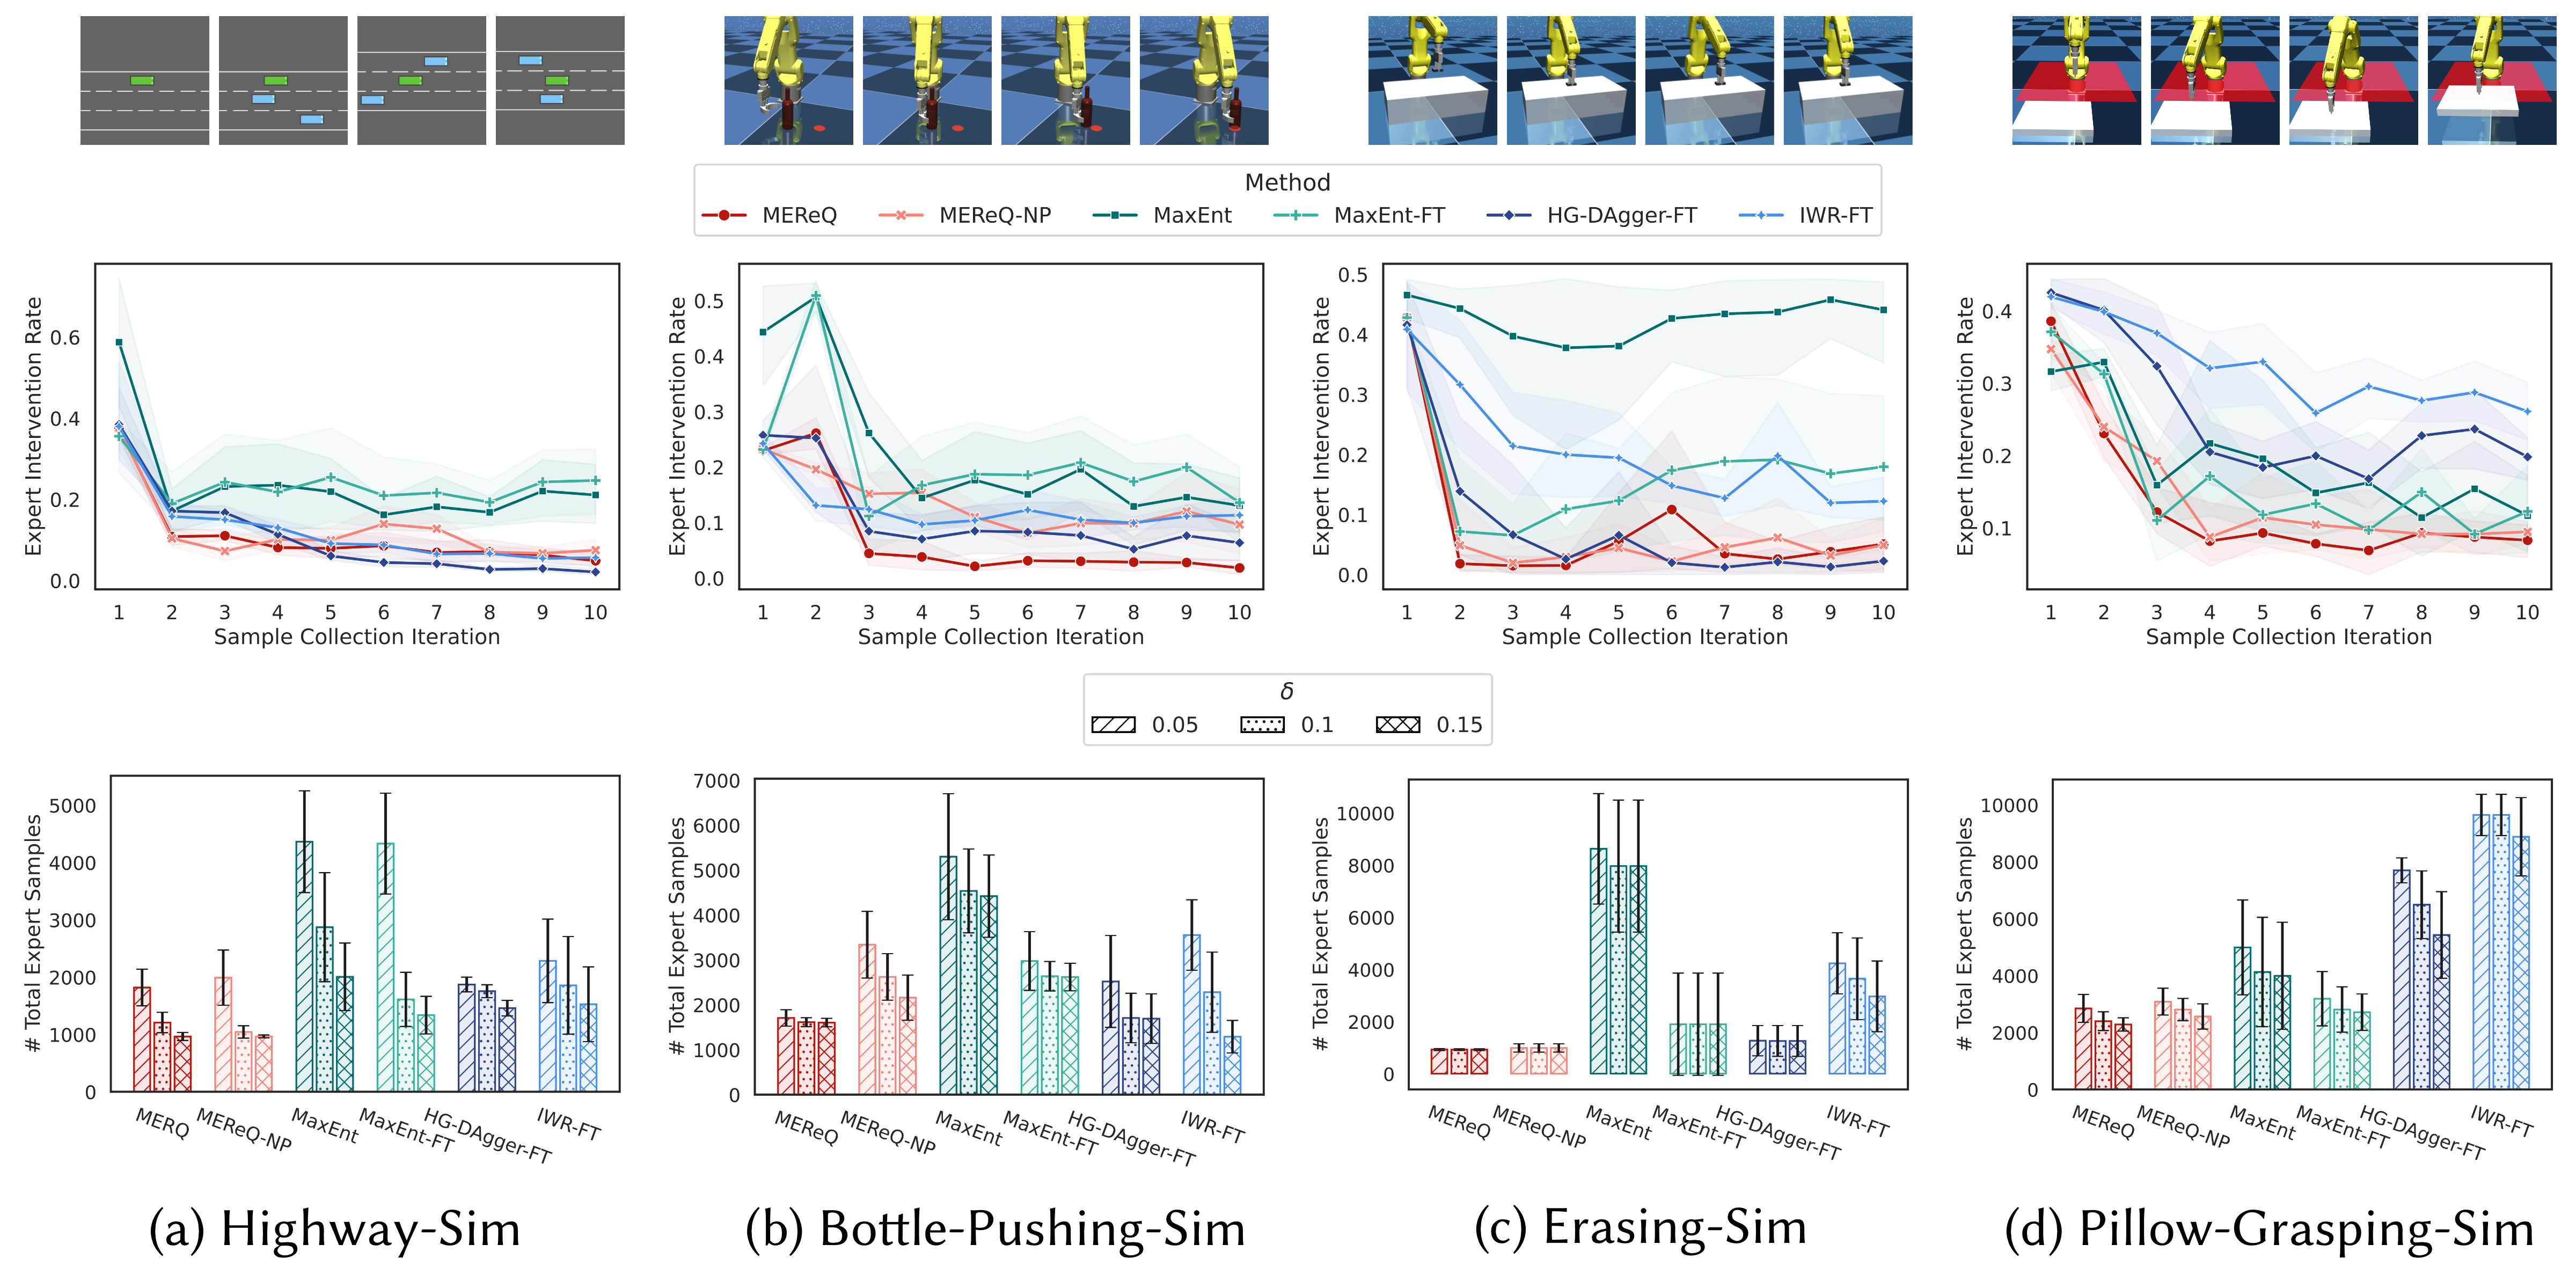 Method
MEReQ MEReQ-NP MaxEnt MaxEnt-FT HG-DAgger-FT IWR-FT
Expert Intervention Rate
0.6
0.4
0.2
0.0
1 2 3 4 5 6 7 8 9 10
Sample Collection Iteration
Expert Intervention Rate
0.5
0.4
0.3
0.2
0.1
0.0
1 2 3 4 5 6 7 8 9 10
Sample Collection Iteration
Expert Intervention Rate
0.5
0.4
0.3
0.2
0.1
0.0
1 2 3 4 5 6 7 8 9 10
Sample Collection Iteration
Expert Intervention Rate
0.4
0.3
0.2
0.1
1 2 3 4 5 6 7 8 9 10
Sample Collection Iteration
δ
0.05 0.1 0.15
# Total Expert Samples
5000
4000
3000
2000
1000
0
MERQ MEReQ-NP MaxEnt MaxEnt-FT HG-DAgger-FT IWR-FT
# Total Expert Samples
7000
6000
5000
4000
3000
2000
1000
0
MEReQ MEReQ-NP MaxEnt MaxEnt-FT HG-DAgger-FT IWR-FT
# Total Expert Samples
10000
8000
6000
4000
2000
0
MEReQ MEReQ-NP MaxEnt MaxEnt-FT HG-DAgger-FT IWR-FT
# Total Expert Samples
10000
8000
6000
4000
2000
0
MEReQ MEReQ-NP MaxEnt MaxEnt-FT HG-DAgger-FT IWR-FT
(a) Highway-Sim
(b) Bottle-Pushing-Sim
(c) Erasing-Sim
(d) Pillow-Grasping-Sim